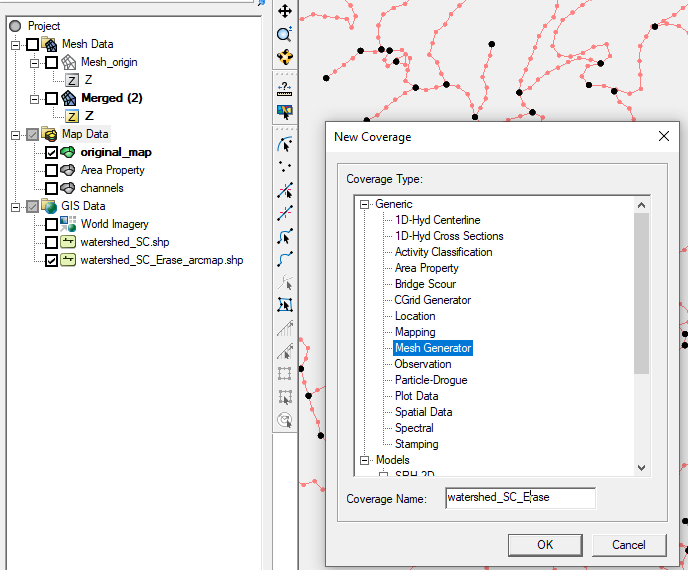 Project
Mesh Data
Mesh_origin
Z
Merged (2)
Z
Map Data
original_map
Area Property
channels
GIS Data
World Imagery
watershed_SC.shp
watershed_SC_Erase_arcmap.shp
-?-
New Coverage
Coverage Type:
Generic
1D-Hyd Centerline
1D-Hyd Cross Sections
Activity Classification
Area Property
Bridge Scour
CGrid Generator
Location
Mapping
Mesh Generator
Observation
Particle-Drogue
Plot Data
Spatial Data
Spectral
Stamping
Models
SRH-2D
Coverage Name:
watershed_SC_Erase
OK
Cancel